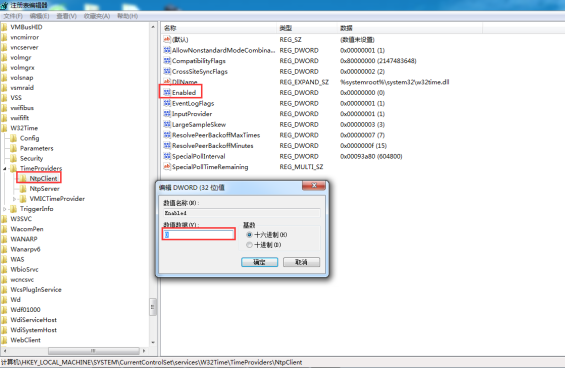 注册表编辑器
文件(F) 编辑(E) 查看(V) 收藏夹(A) 帮助(H)
VMBusHID
vncmirror
vncserver
volmgr
volmgrx
volsnap
vsmraid
VSS
vwifibus
vwififlt
W32Time
Config
Parameters
Security
TimeProviders
NtpClient
NtpServer
VMICTimeProvider
TriggerInfo
W3SVC
WacomPen
WANARP
Wanarpv6
WAS
WbioSrvc
wcncsvc
WcsPlugInService
Wd
Wdf01000
WdiServiceHost
WdiSystemHost
WebClient
名称 类型 数据
(默认) REG_SZ (数值未设置)
AllowNonstandardModeCombina... REG_DWORD 0x00000001 (1)
CompatibilityFlags REG_DWORD 0x80000000 (2147483648)
CrossSiteSyncFlags REG_DWORD 0x00000002 (2)
DllName REG_EXPAND_SZ %systemroot%\system32\w32time.dll
Enabled REG_DWORD 0x00000000 (0)
EventLogFlags REG_DWORD 0x00000001 (1)
InputProvider REG_DWORD 0x00000001 (1)
LargeSampleSkew REG_DWORD 0x00000003 (3)
ResolvePeerBackoffMaxTimes REG_DWORD 0x00000007 (7)
ResolvePeerBackoffMinutes REG_DWORD 0x0000000f (15)
SpecialPollInterval REG_DWORD 0x00093a80 (604800)
SpecialPollTimeRemaining REG_MULTI_SZ
编辑 DWORD (32 位)值
数值名称(N):
Enabled
数值数据(V): 基数
十六进制(H)
十进制(D)
确定 取消
计算机\HKEY_LOCAL_MACHINE\SYSTEM\CurrentControlSet\services\W32Time\TimeProviders\NtpClient